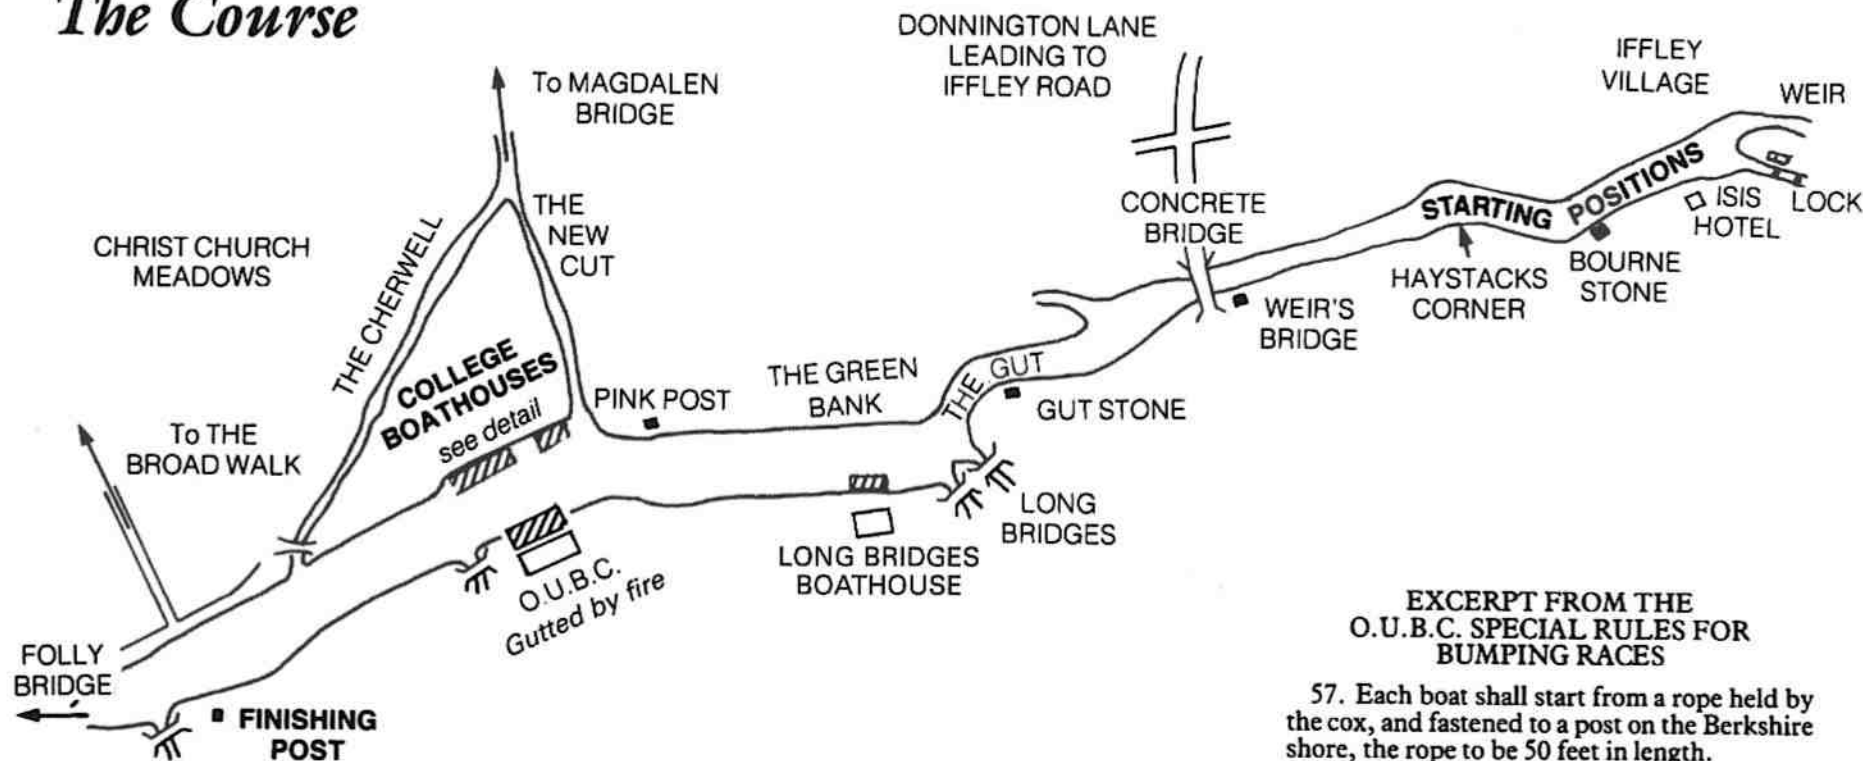 The Course
To MAGDALEN
BRIDGE
DONNINGTON LANE
LEADING TO
IFFLEY ROAD
IFFLEY
VILLAGE
WEIR
CHRIST CHURCH
MEADOWS
THE CHERWELL
THE
NEW
CUT
CONCRETE
BRIDGE
STARTING POSITIONS
ISIS
HOTEL
LOCK
HAYSTACKS
CORNER
BOURNE
STONE
WEIR'S
BRIDGE
COLLEGE
BOATHOUSES
see detail
PINK POST
THE GREEN
BANK
THE GUT
GUT STONE
To THE
BROAD WALK
LONG
BRIDGES
LONG BRIDGES
BOATHOUSE
O.U.B.C.
Gutted by fire
FOLLY
BRIDGE
FINISHING
POST
EXCERPT FROM THE
O.U.B.C. SPECIAL RULES FOR
BUMPING RACES
57. Each boat shall start from a rope held by
the cox, and fastened to a post on the Berkshire
shore, the rope to be 50 feet in length.